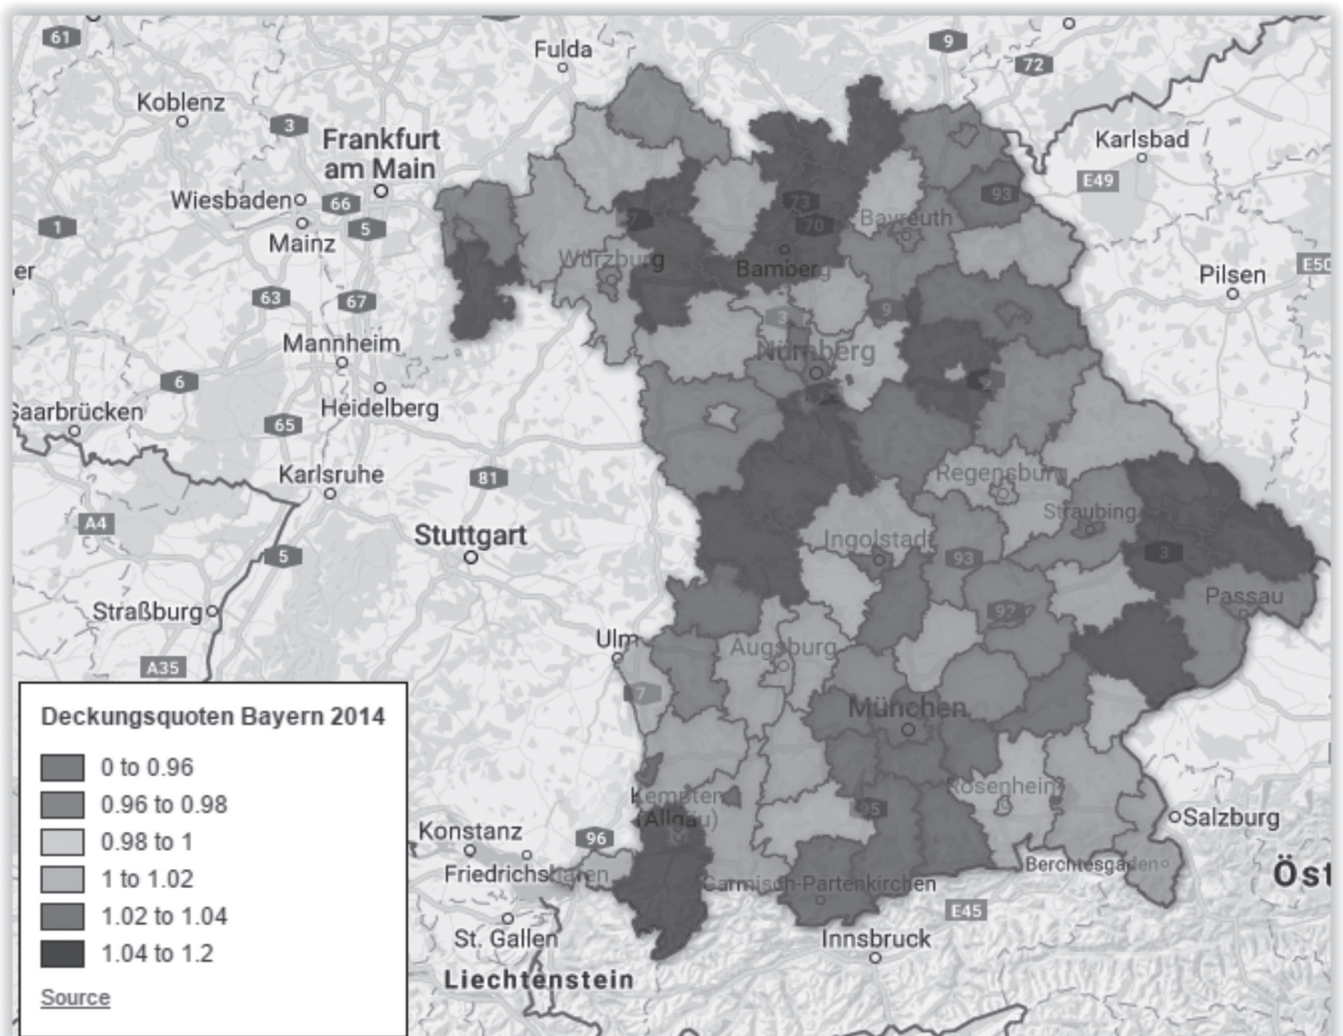 61
9
72
Fulda
Koblenz
Karlsbad
3
Frankfurt
am Main
E49
93
Wiesbaden
66
73
1
7
5
70
Bayreuth
Mainz
Würzburg
Bamberg
er
Pilsen
E50
63
67
3
9
Mannheim
Nürnberg
6
Saarbrücken
Heidelberg
65
Karlsruhe
81
Regensburg
A4
Straubing
Stuttgart
Ingolstadt
5
93
3
Straßburg
92
Passau
Ulm
Augsburg
A35
7
München
Deckungsquoten Bayern 2014
0 to 0.96
0.96 to 0.98
0.98 to 1
1 to 1.02
1.02 to 1.04
1.04 to 1.2
Source
Rosenheim
Kempten
(Allgäu)
95
Salzburg
Konstanz
96
Friedrichshafen
Berchtesgaden
Garmisch-Partenkirchen
Öst
E45
St. Gallen
Innsbruck
Liechtenstein